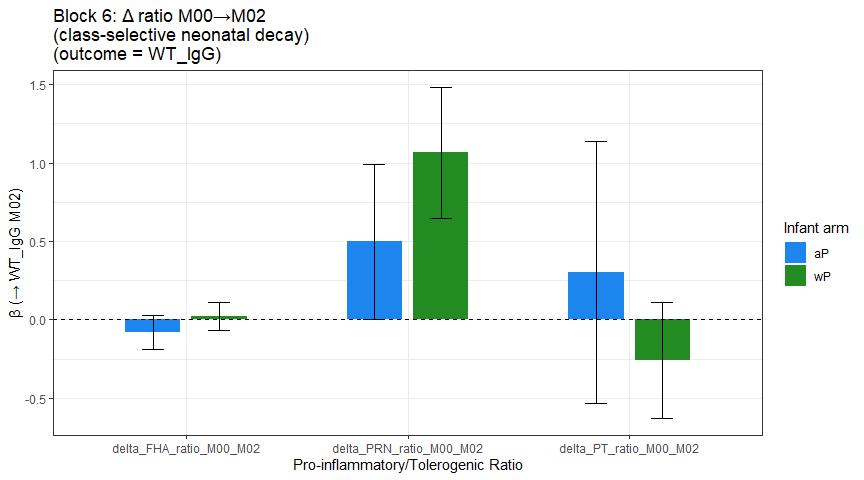 Block 6: Δ ratio M00→M02
(class-selective neonatal decay)
(outcome = WT_IgG)
β (→ WT_IgG M02)
1.5
1.0
0.5
0.0
-0.5
delta_FHA_ratio_M00_M02
delta_PRN_ratio_M00_M02
delta_PT_ratio_M00_M02
Pro-inflammatory/Tolerogenic Ratio
Infant arm
aP
wP